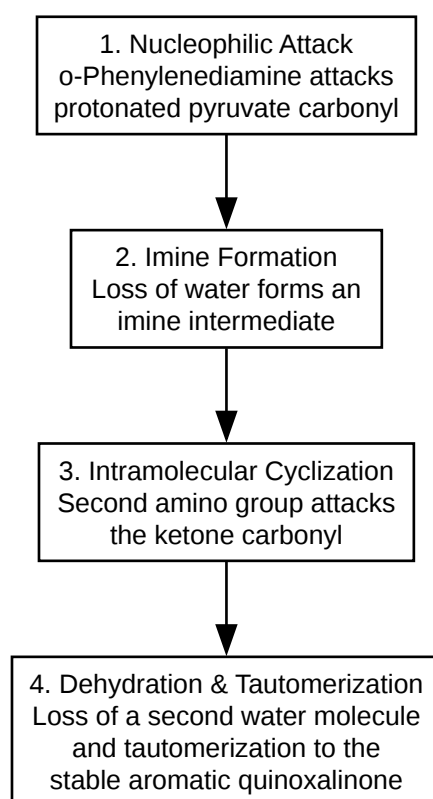 1. Nucleophilic Attack
o-Phenylenediamine attacks
protonated pyruvate carbonyl
2. Imine Formation
Loss of water forms an
imine intermediate
3. Intramolecular Cyclization
Second amino group attacks
the ketone carbonyl
4. Dehydration & Tautomerization
Loss of a second water molecule
and tautomerization to the
stable aromatic quinoxalinone